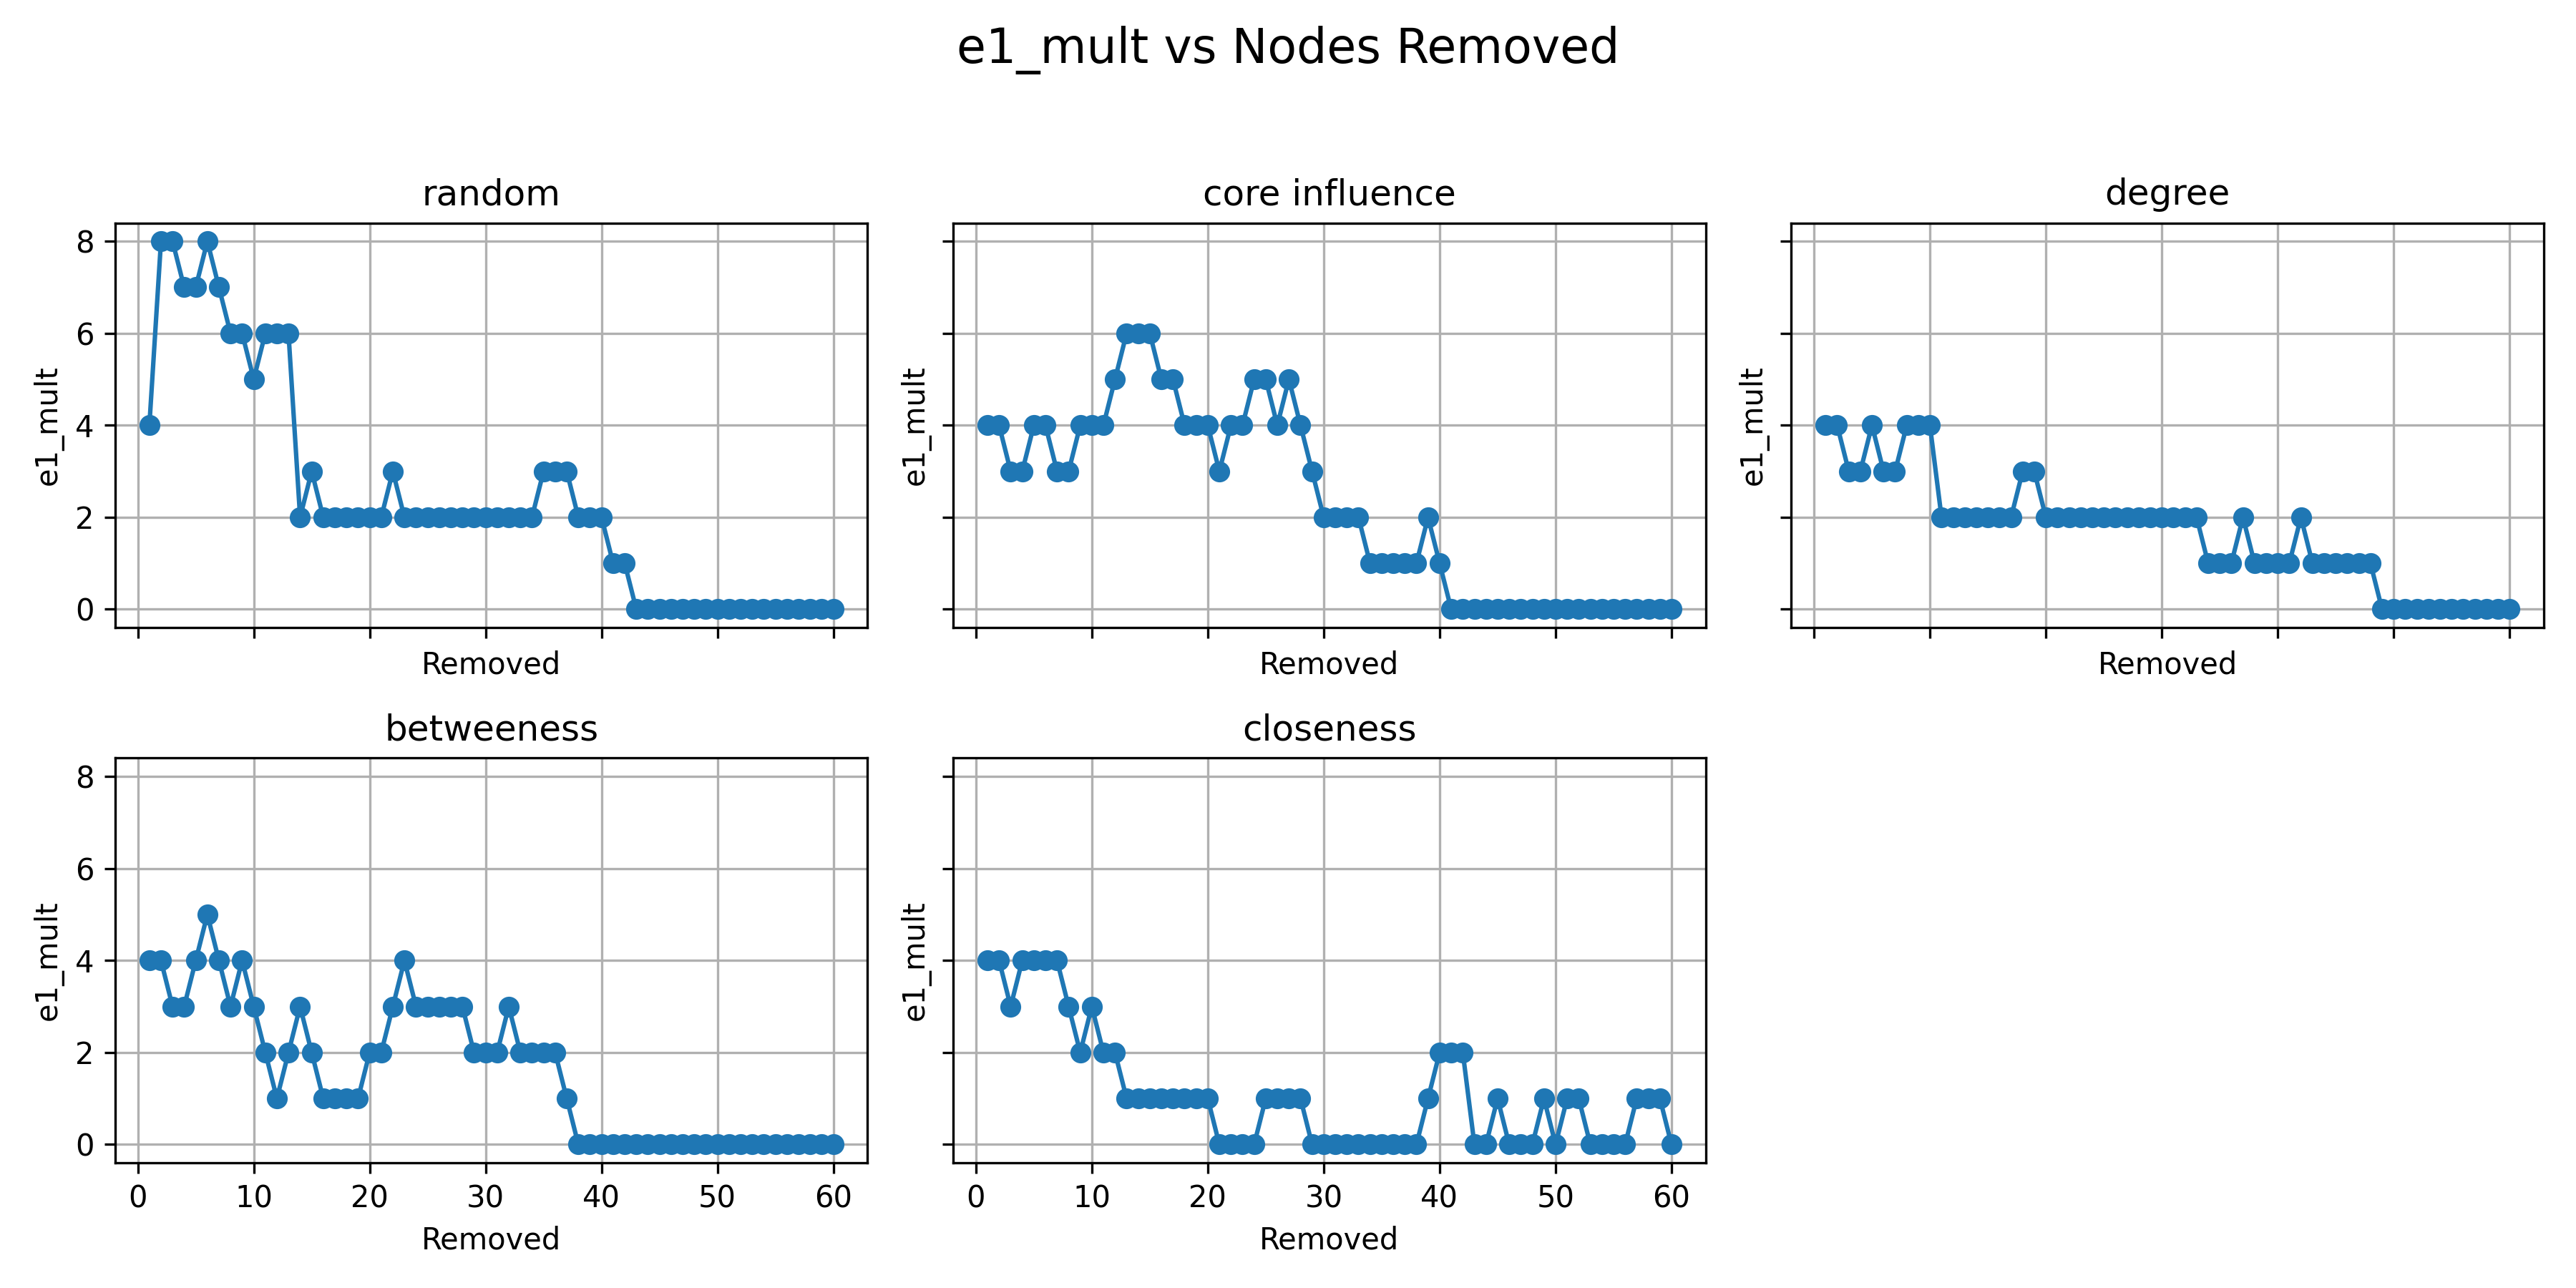 e1_mult vs Nodes Removed
random
core influence
degree
8
6
4
2
0
e1_mult
e1_mult
e1_mult
Removed
Removed
Removed
betweeness
closeness
8
6
4
2
0
e1_mult
e1_mult
0 10 20 30 40 50 60
0 10 20 30 40 50 60
Removed
Removed